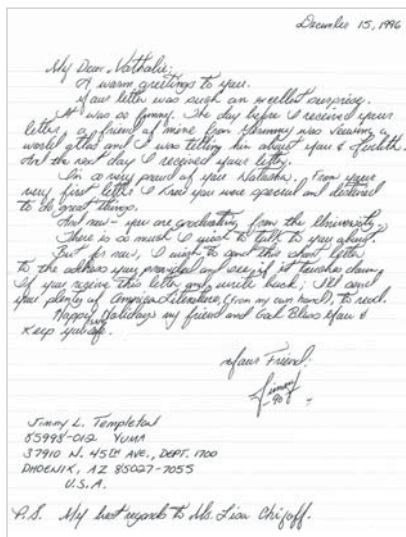 December 15, 1996
My Dear Nathalie:
A warm greetings to you.
Your letter was such an excellent surprise.
It was so funny. The day before I received your
letter, a friend of mine from Germany was viewing a
world atlas and I was telling him about you &
And the next day I received your letter.
I'm a very proud of you Natasha. From your
very first letter I knew you were special and destined
to do great things.
And now - you are graduating from the University.
There is so much I wish to talk to you about.
But for now, I wish to send this short letter
to the address you provided and see if it touches down.
If you receive this letter and write back, I'll send
you plenty of American Literature, (from my own hand), to read.
Happy Holidays my friend and God Bless You &
Keep you safe.
Your Friend:
Jimmy
-96
Jimmy L. Templeton
85998-012 YUMA
37910 N. 45TH AVE., DEPT. 1700
PHOENIX, AZ 85027-7055
U.S.A.
P.S. My best regards to Ms. Lisa